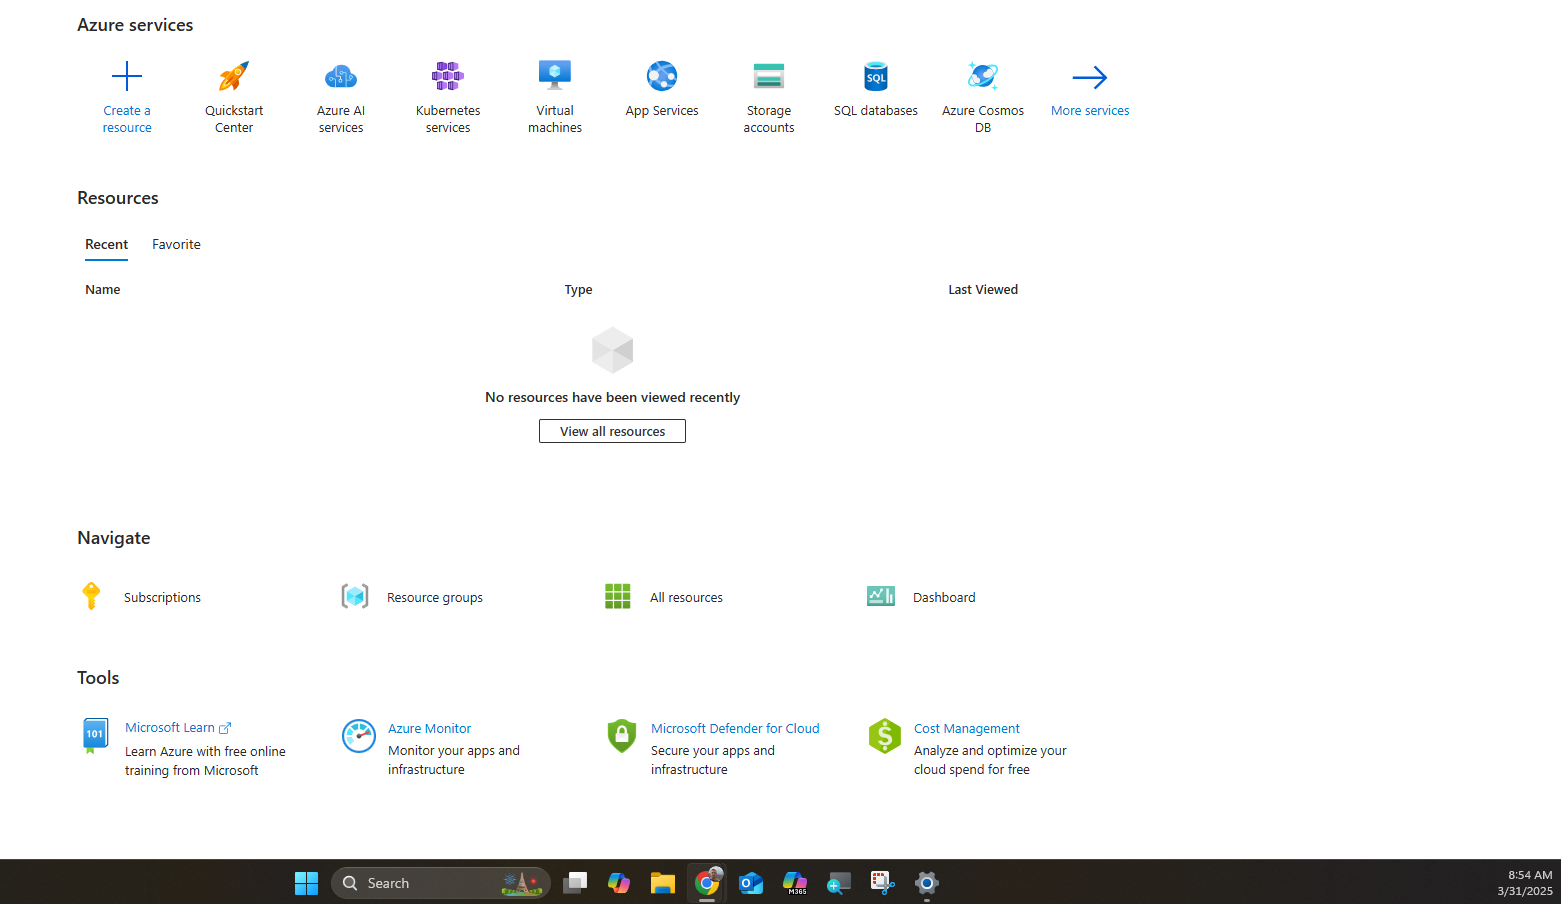 Azure services
Create a
resource
Quickstart
Center
Azure AI
services
Kubernetes
services
Virtual
machines
App Services
Storage
accounts
SQL
SQL databases
Azure Cosmos
DB
More services
Resources
Recent Favorite
Name Type Last Viewed
No resources have been viewed recently
View all resources
Navigate
Subscriptions Resource groups All resources Dashboard
Tools
101
Microsoft Learn
Learn Azure with free online
training from Microsoft
Azure Monitor
Monitor your apps and
infrastructure
Microsoft Defender for Cloud
Secure your apps and
infrastructure
$
Cost Management
Analyze and optimize your
cloud spend for free
Search
O
M365
8:54 AM
3/31/2025